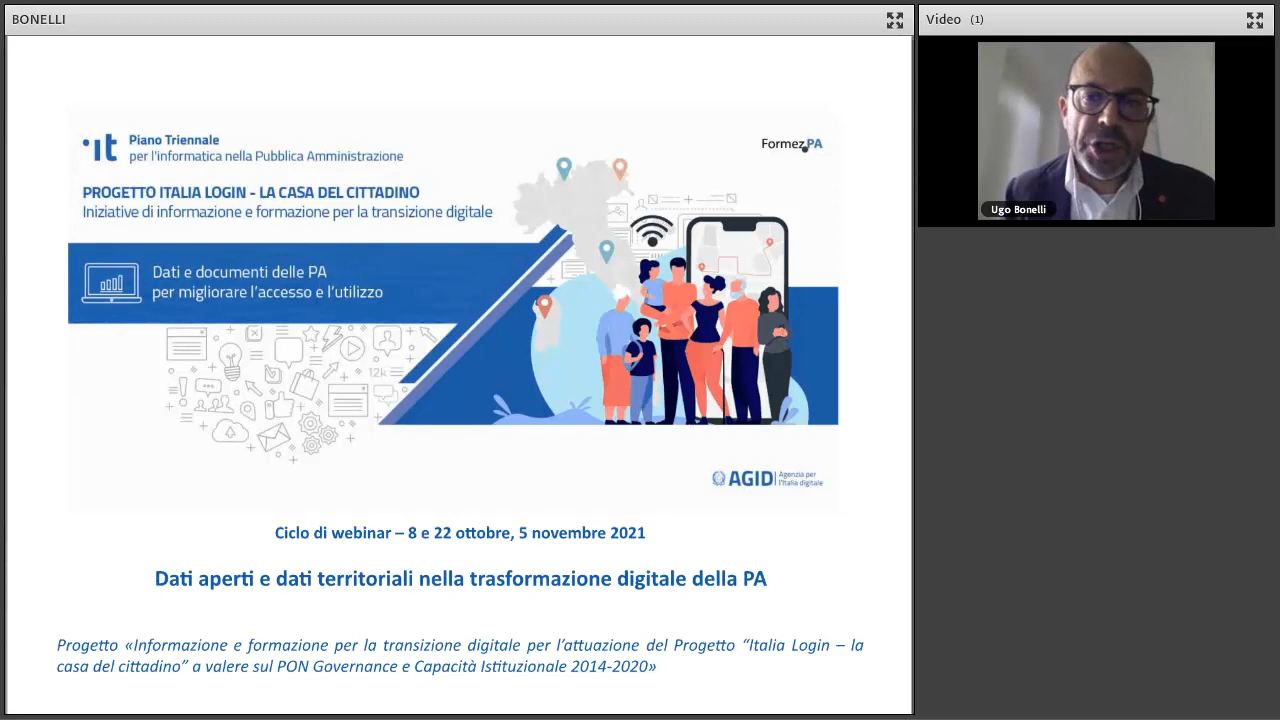 BONELLI
Video (1)
Ugo Bonelli
·it
Piano Triennale
per l'informatica nella Pubblica Amministrazione
Formez PA
PROGETTO ITALIA LOGIN - LA CASA DEL CITTADINO
Iniziative di informazione e formazione per la transizione digitale
Dati e documenti delle PA
per migliorare l'accesso e l'utilizzo
12k
AGID
Agenzia per
l'Italia digitale
Ciclo di webinar – 8 e 22 ottobre, 5 novembre 2021
Dati aperti e dati territoriali nella trasformazione digitale della PA
Progetto «Informazione e formazione per la transizione digitale per l'attuazione del Progetto “Italia Login – la
casa del cittadino” a valere sul PON Governance e Capacità Istituzionale 2014-2020»